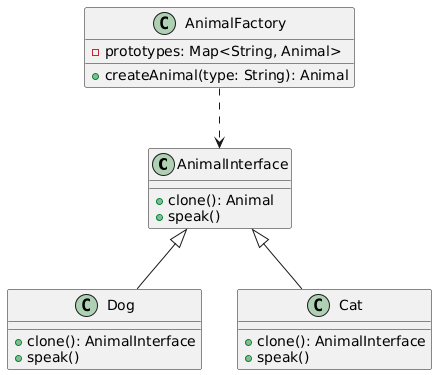 C AnimalFactory
prototypes: Map<String, Animal>
createAnimal(type: String): Animal
C AnimalInterface
clone(): Animal
speak()
C Dog
clone(): AnimalInterface
speak()
C Cat
clone(): AnimalInterface
speak()